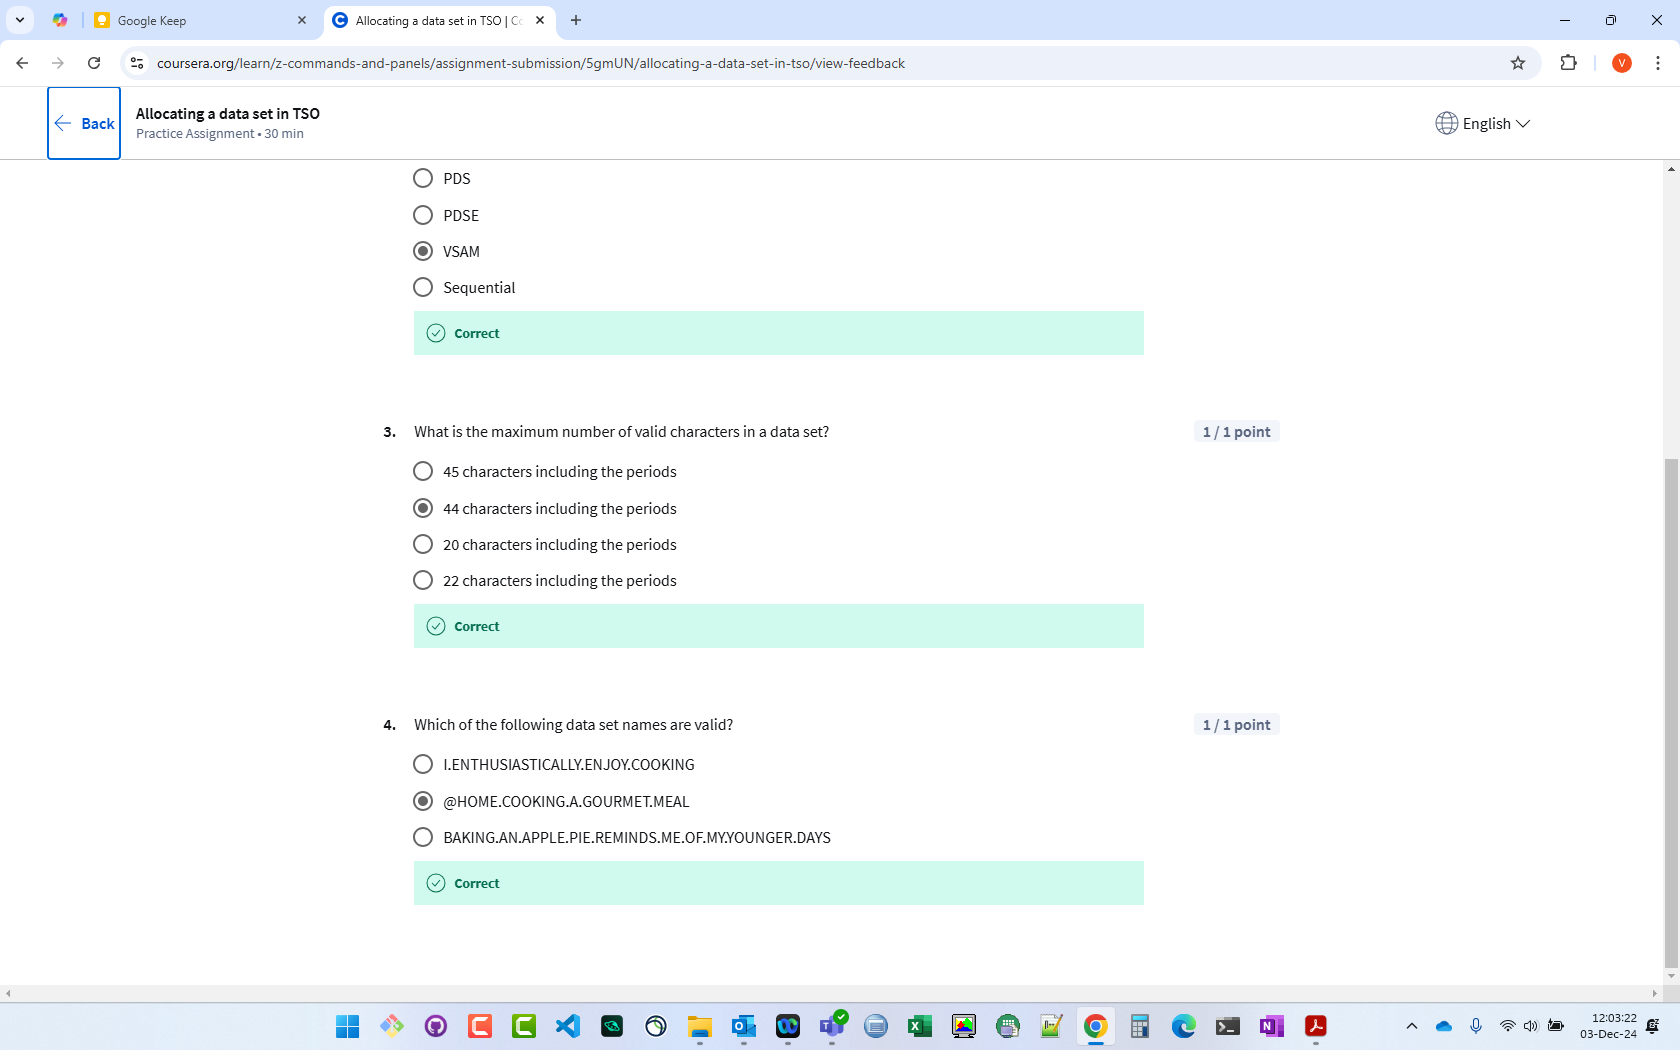 Google Keep
Allocating a data set in TSO | Co
coursera.org/learn/z-commands-and-panels/assignment-submission/5gmUN/allocating-a-data-set-in-tso/view-feedback
V
Back
Allocating a data set in TSO
Practice Assignment • 30 min
English
PDS
PDSE
VSAM
Sequential
Correct
3. What is the maximum number of valid characters in a data set?
1 / 1 point
45 characters including the periods
44 characters including the periods
20 characters including the periods
22 characters including the periods
Correct
4. Which of the following data set names are valid?
1 / 1 point
I.ENTHUSIASTICALLY.ENJOY.COOKING
@HOME.COOKING.A.GOURMET.MEAL
BAKING.AN.APPLE.PIE.REMINDS.ME.OF.MY.YOUNGER.DAYS
Correct
12:03:22
03-Dec-24